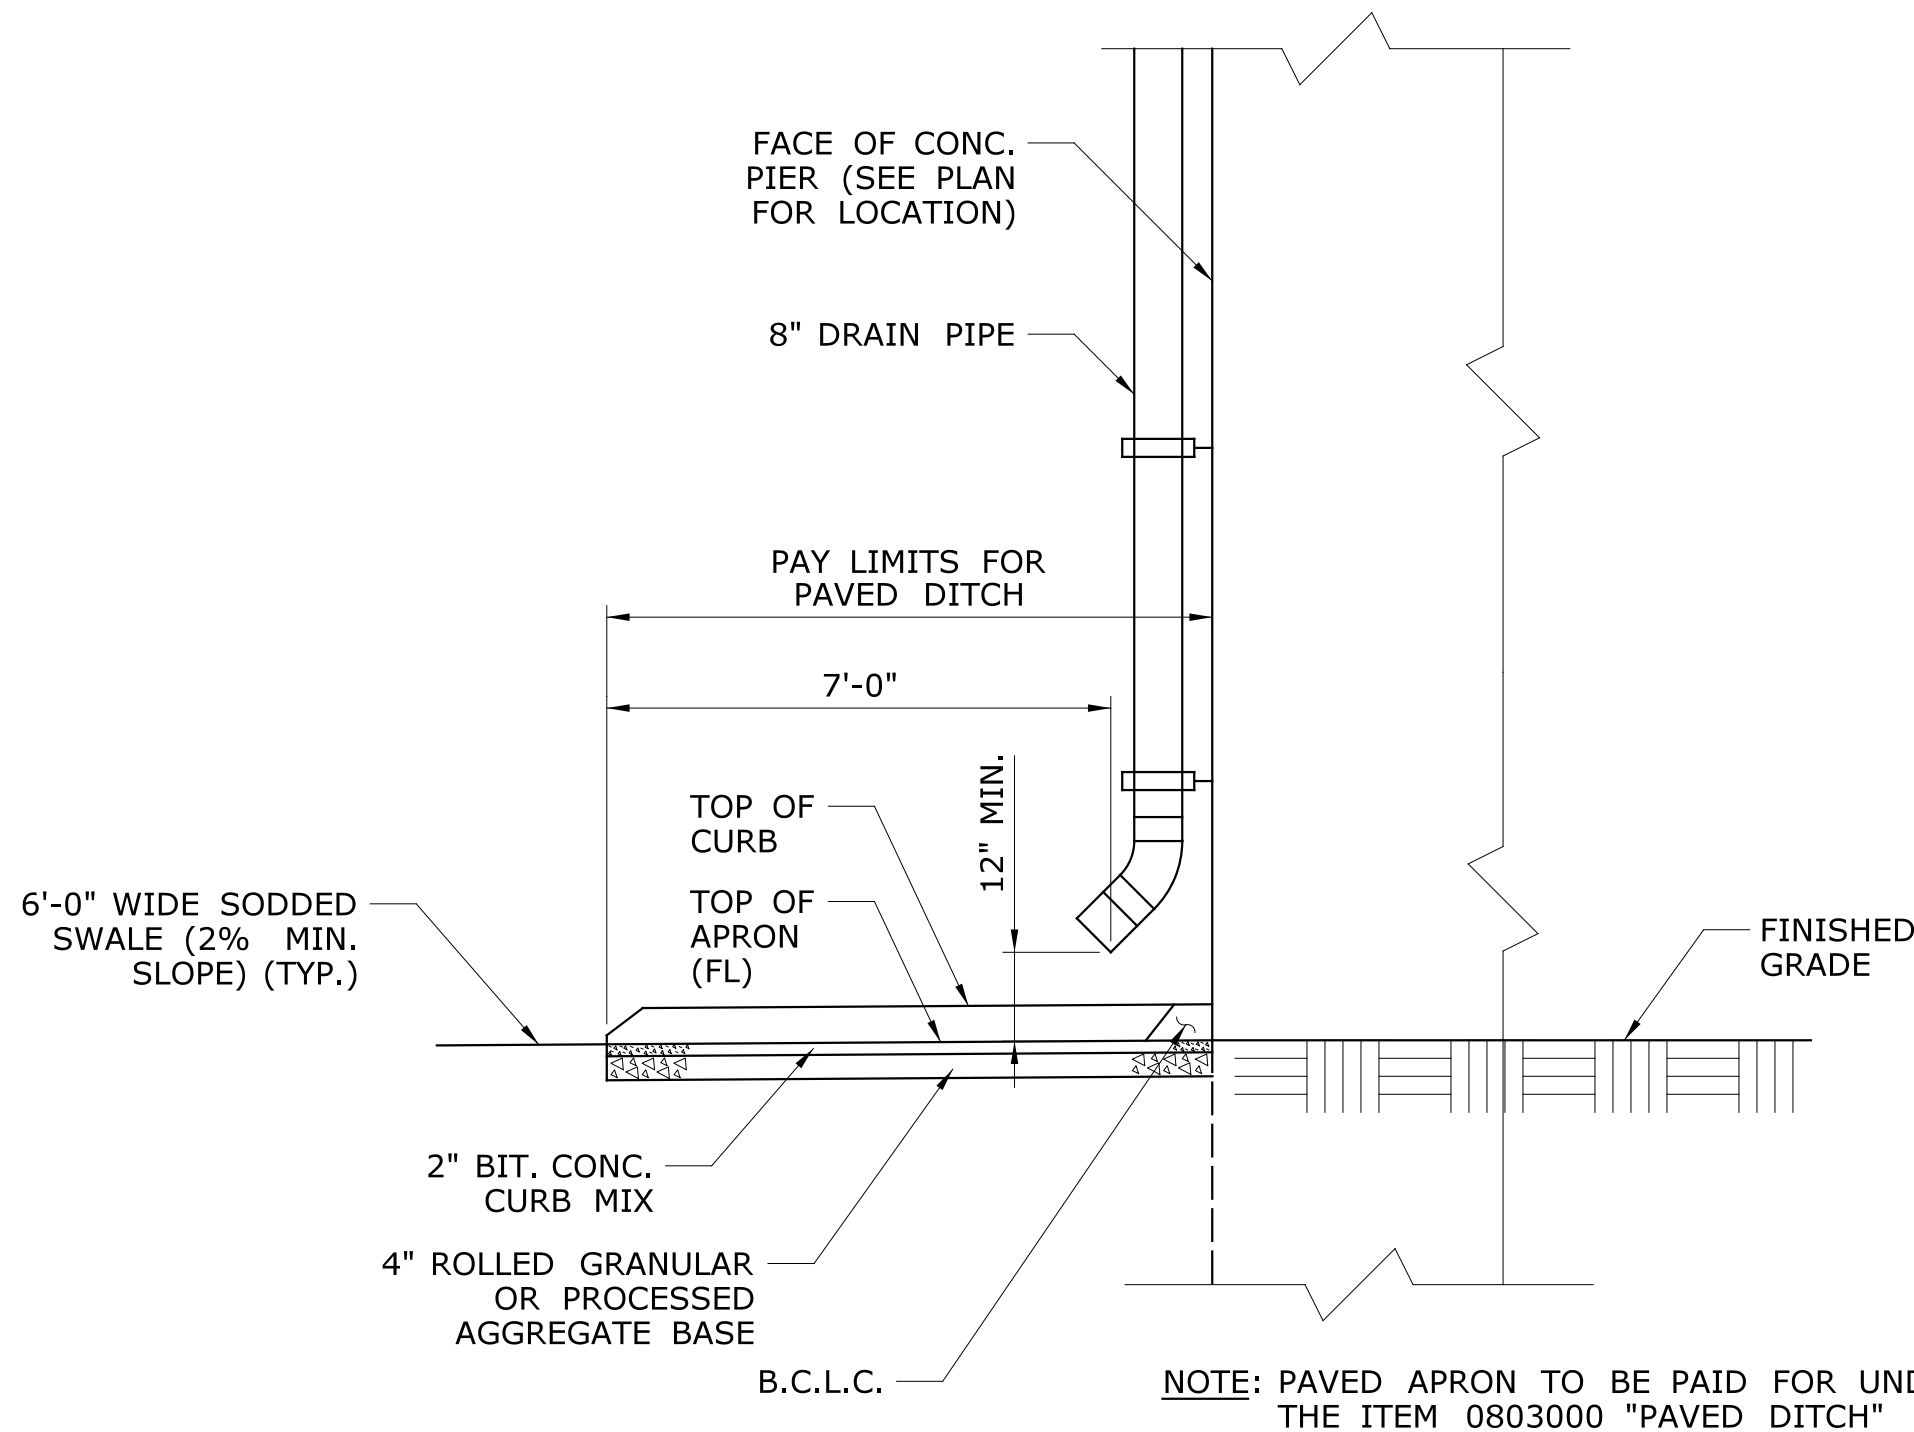 FACE OF CONC.
PIER (SEE PLAN
FOR LOCATION)
8" DRAIN PIPE
PAY LIMITS FOR
PAVED DITCH
7'-0"
12" MIN.
TOP OF
CURB
TOP OF
APRON
(FL)
6'-0" WIDE SODDED
SWALE (2% MIN.
SLOPE) (TYP.)
FINISHED
GRADE
2" BIT. CONC.
CURB MIX
4" ROLLED GRANULAR
OR PROCESSED
AGGREGATE BASE
B.C.L.C.
NOTE: PAVED APRON TO BE PAID FOR
THE ITEM 0803000 "PAVED DITCH"